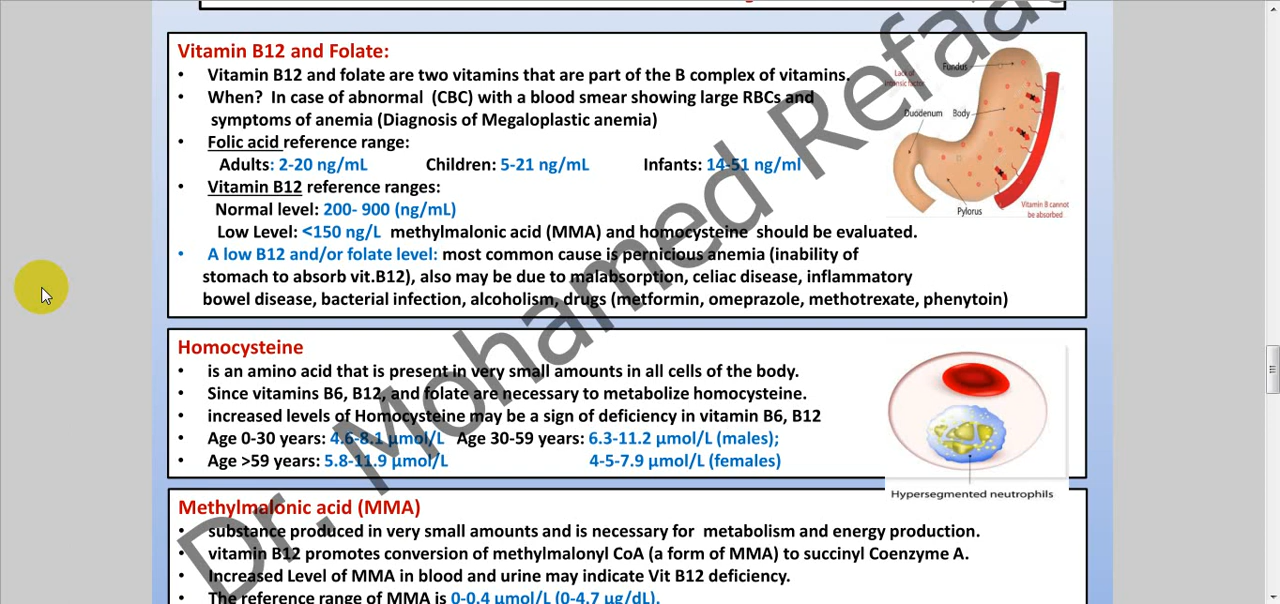 Vitamin B12 and Folate:
• Vitamin B12 and folate are two vitamins that are part of the B complex of vitamins.
• When? In case of abnormal (CBC) with a blood smear showing large RBCs and
symptoms of anemia (Diagnosis of Megaloplastic anemia)
• Folic acid reference range:
Adults: 2-20 ng/mL Children: 5-21 ng/mL Infants: 14-51 ng/ml
• Vitamin B12 reference ranges:
Normal level: 200- 900 (ng/mL)
Low Level: <150 ng/L methylmalonic acid (MMA) and homocysteine should be evaluated.
• A low B12 and/or folate level: most common cause is pernicious anemia (inability of
stomach to absorb vit.B12), also may be due to malabsorption, celiac disease, inflammatory
bowel disease, bacterial infection, alcoholism, drugs (metformin, omeprazole, methotrexate, phenytoin)
Lack of
intrinsic factor
Fundus
Duodenum
Body
Pylorus
Vitamin B cannot
be absorbed
Homocysteine
• is an amino acid that is present in very small amounts in all cells of the body.
• Since vitamins B6, B12, and folate are necessary to metabolize homocysteine.
• increased levels of Homocysteine may be a sign of deficiency in vitamin B6, B12
• Age 0-30 years: 4.6-8.1 μmol/L Age 30-59 years: 6.3-11.2 μmol/L (males);
• Age >59 years: 5.8-11.9 μmol/L 4-5-7.9 μmol/L (females)
Hypersegmented neutrophils
Methylmalonic acid (MMA)
• substance produced in very small amounts and is necessary for metabolism and energy production.
• vitamin B12 promotes conversion of methylmalonyl CoA (a form of MMA) to succinyl Coenzyme A.
• Increased Level of MMA in blood and urine may indicate Vit B12 deficiency.
• The reference range of MMA is 0-0.4 μmol/L (0-4.7 μg/dL).
Dr. Mohamed Refaa